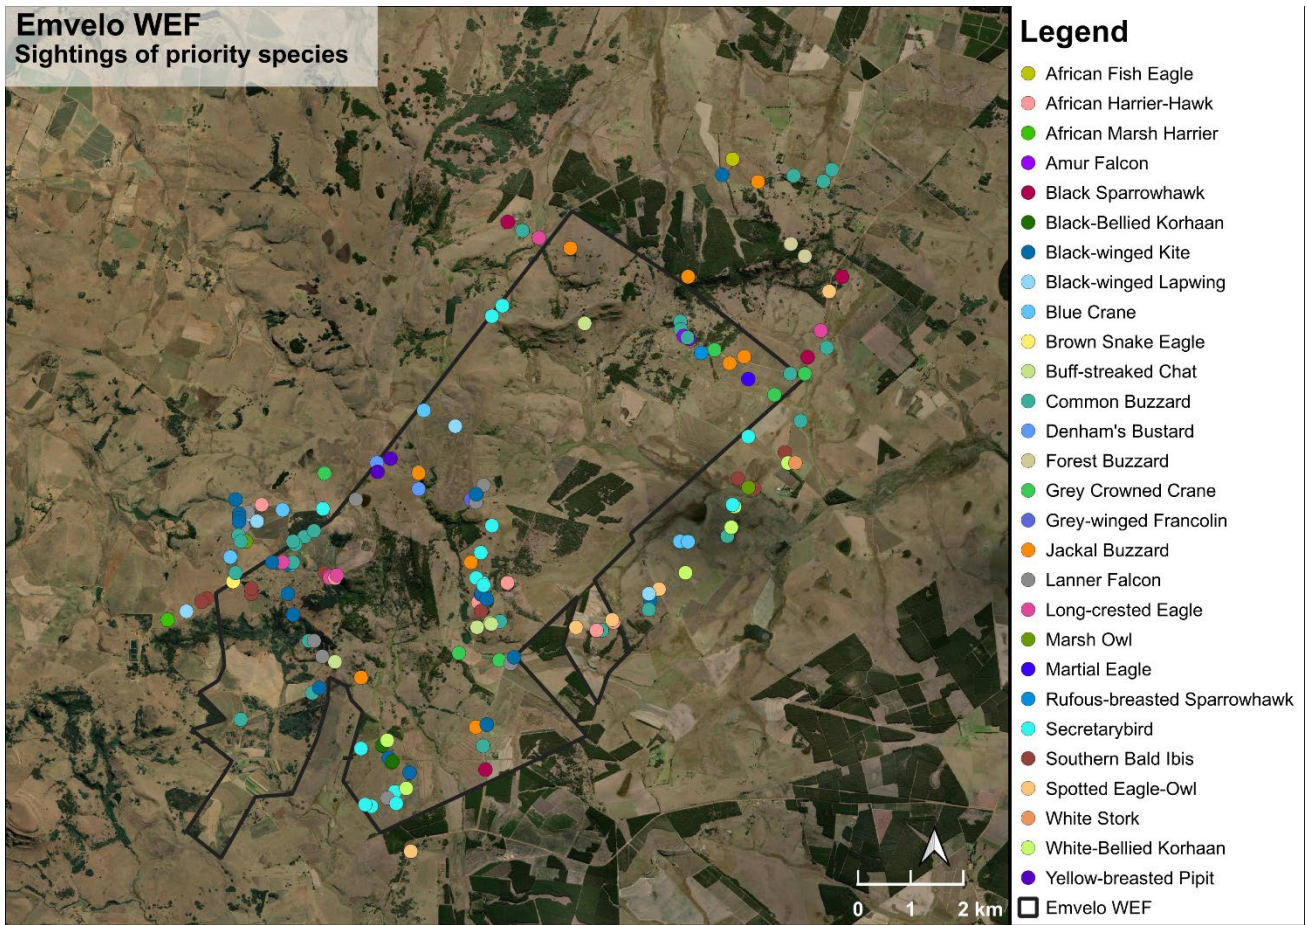 Emvelo WEF
Sightings of priority species
Legend
African Fish Eagle
African Harrier-Hawk
African Marsh Harrier
Amur Falcon
Black Sparrowhawk
Black-Bellied Korhaan
Black-winged Kite
Black-winged Lapwing
Blue Crane
Brown Snake Eagle
Buff-streaked Chat
Common Buzzard
Denham's Bustard
Forest Buzzard
Grey Crowned Crane
Grey-winged Francolin
Jackal Buzzard
Lanner Falcon
Long-crested Eagle
Marsh Owl
Martial Eagle
Rufous-breasted Sparrowhawk
Secretarybird
Southern Bald Ibis
Spotted Eagle-Owl
White Stork
White-Bellied Korhaan
Yellow-breasted Pipit
Emvelo WEF
0 1 2 km